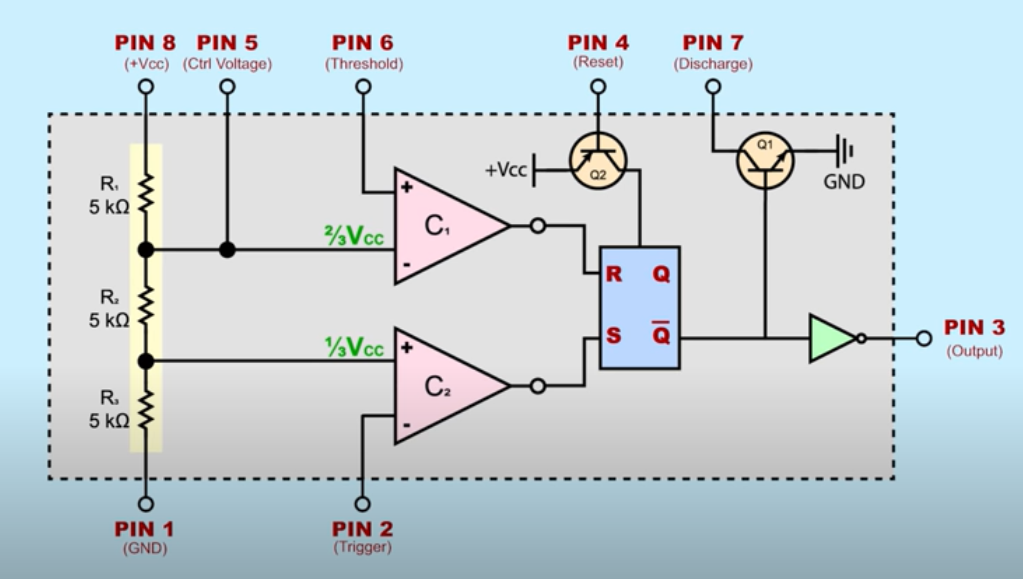 PIN 8
(+Vcc)
PIN 5
(Ctrl Voltage)
PIN 6
(Threshold)
PIN 4
(Reset)
PIN 7
(Discharge)
R₁
5 kΩ
⅔Vcc
+
C₁
-
+Vcc
Q2
Q1
GND
R Q
S Q̅
R₂
5 kΩ
⅓Vcc
+
C₂
-
R₃
5 kΩ
PIN 3
(Output)
PIN 1
(GND)
PIN 2
(Trigger)